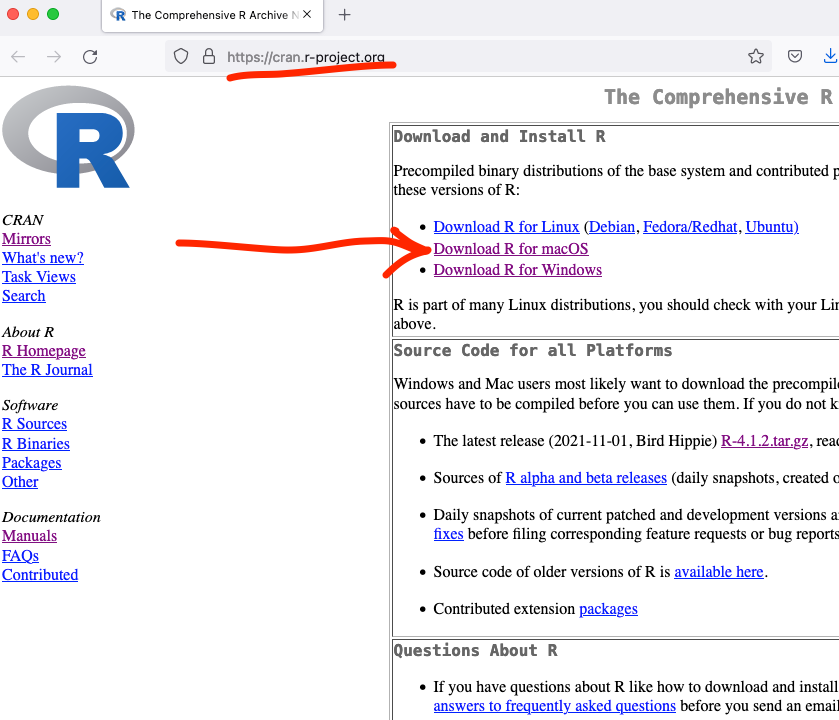 The Comprehensive R Archive N
https://cran.r-project.org
R
The Comprehensive R
CRAN
Mirrors
What's new?
Task Views
Search
About R
R Homepage
The R Journal
Software
R Sources
R Binaries
Packages
Other
Documentation
Manuals
FAQs
Contributed
Download and Install R
Precompiled binary distributions of the base system and contributed p
these versions of R:
Download R for Linux (Debian, Fedora/Redhat, Ubuntu)
Download R for macOS
Download R for Windows
R is part of many Linux distributions, you should check with your Lin
above.
Source Code for all Platforms
Windows and Mac users most likely want to download the precompile
sources have to be compiled before you can use them. If you do not k
The latest release (2021-11-01, Bird Hippie) R-4.1.2.tar.gz, read
Sources of R alpha and beta releases (daily snapshots, created o
Daily snapshots of current patched and development versions a
fixes before filing corresponding feature requests or bug reports
Source code of older versions of R is available here.
Contributed extension packages
Questions About R
If you have questions about R like how to download and install
answers to frequently asked questions before you send an email